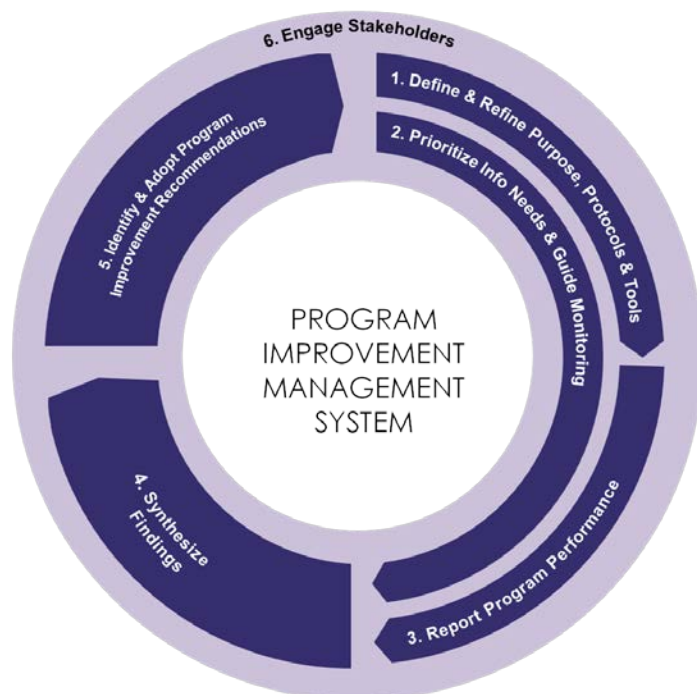 6. Engage Stakeholders
1. Define & Refine Purpose, Protocols & Tools
2. Prioritize Info Needs & Guide Monitoring
3. Report Program Performance
4. Synthesize
Findings
5. Identify & Adopt Program
Improvement Recommendations
PROGRAM
IMPROVEMENT
MANAGEMENT
SYSTEM